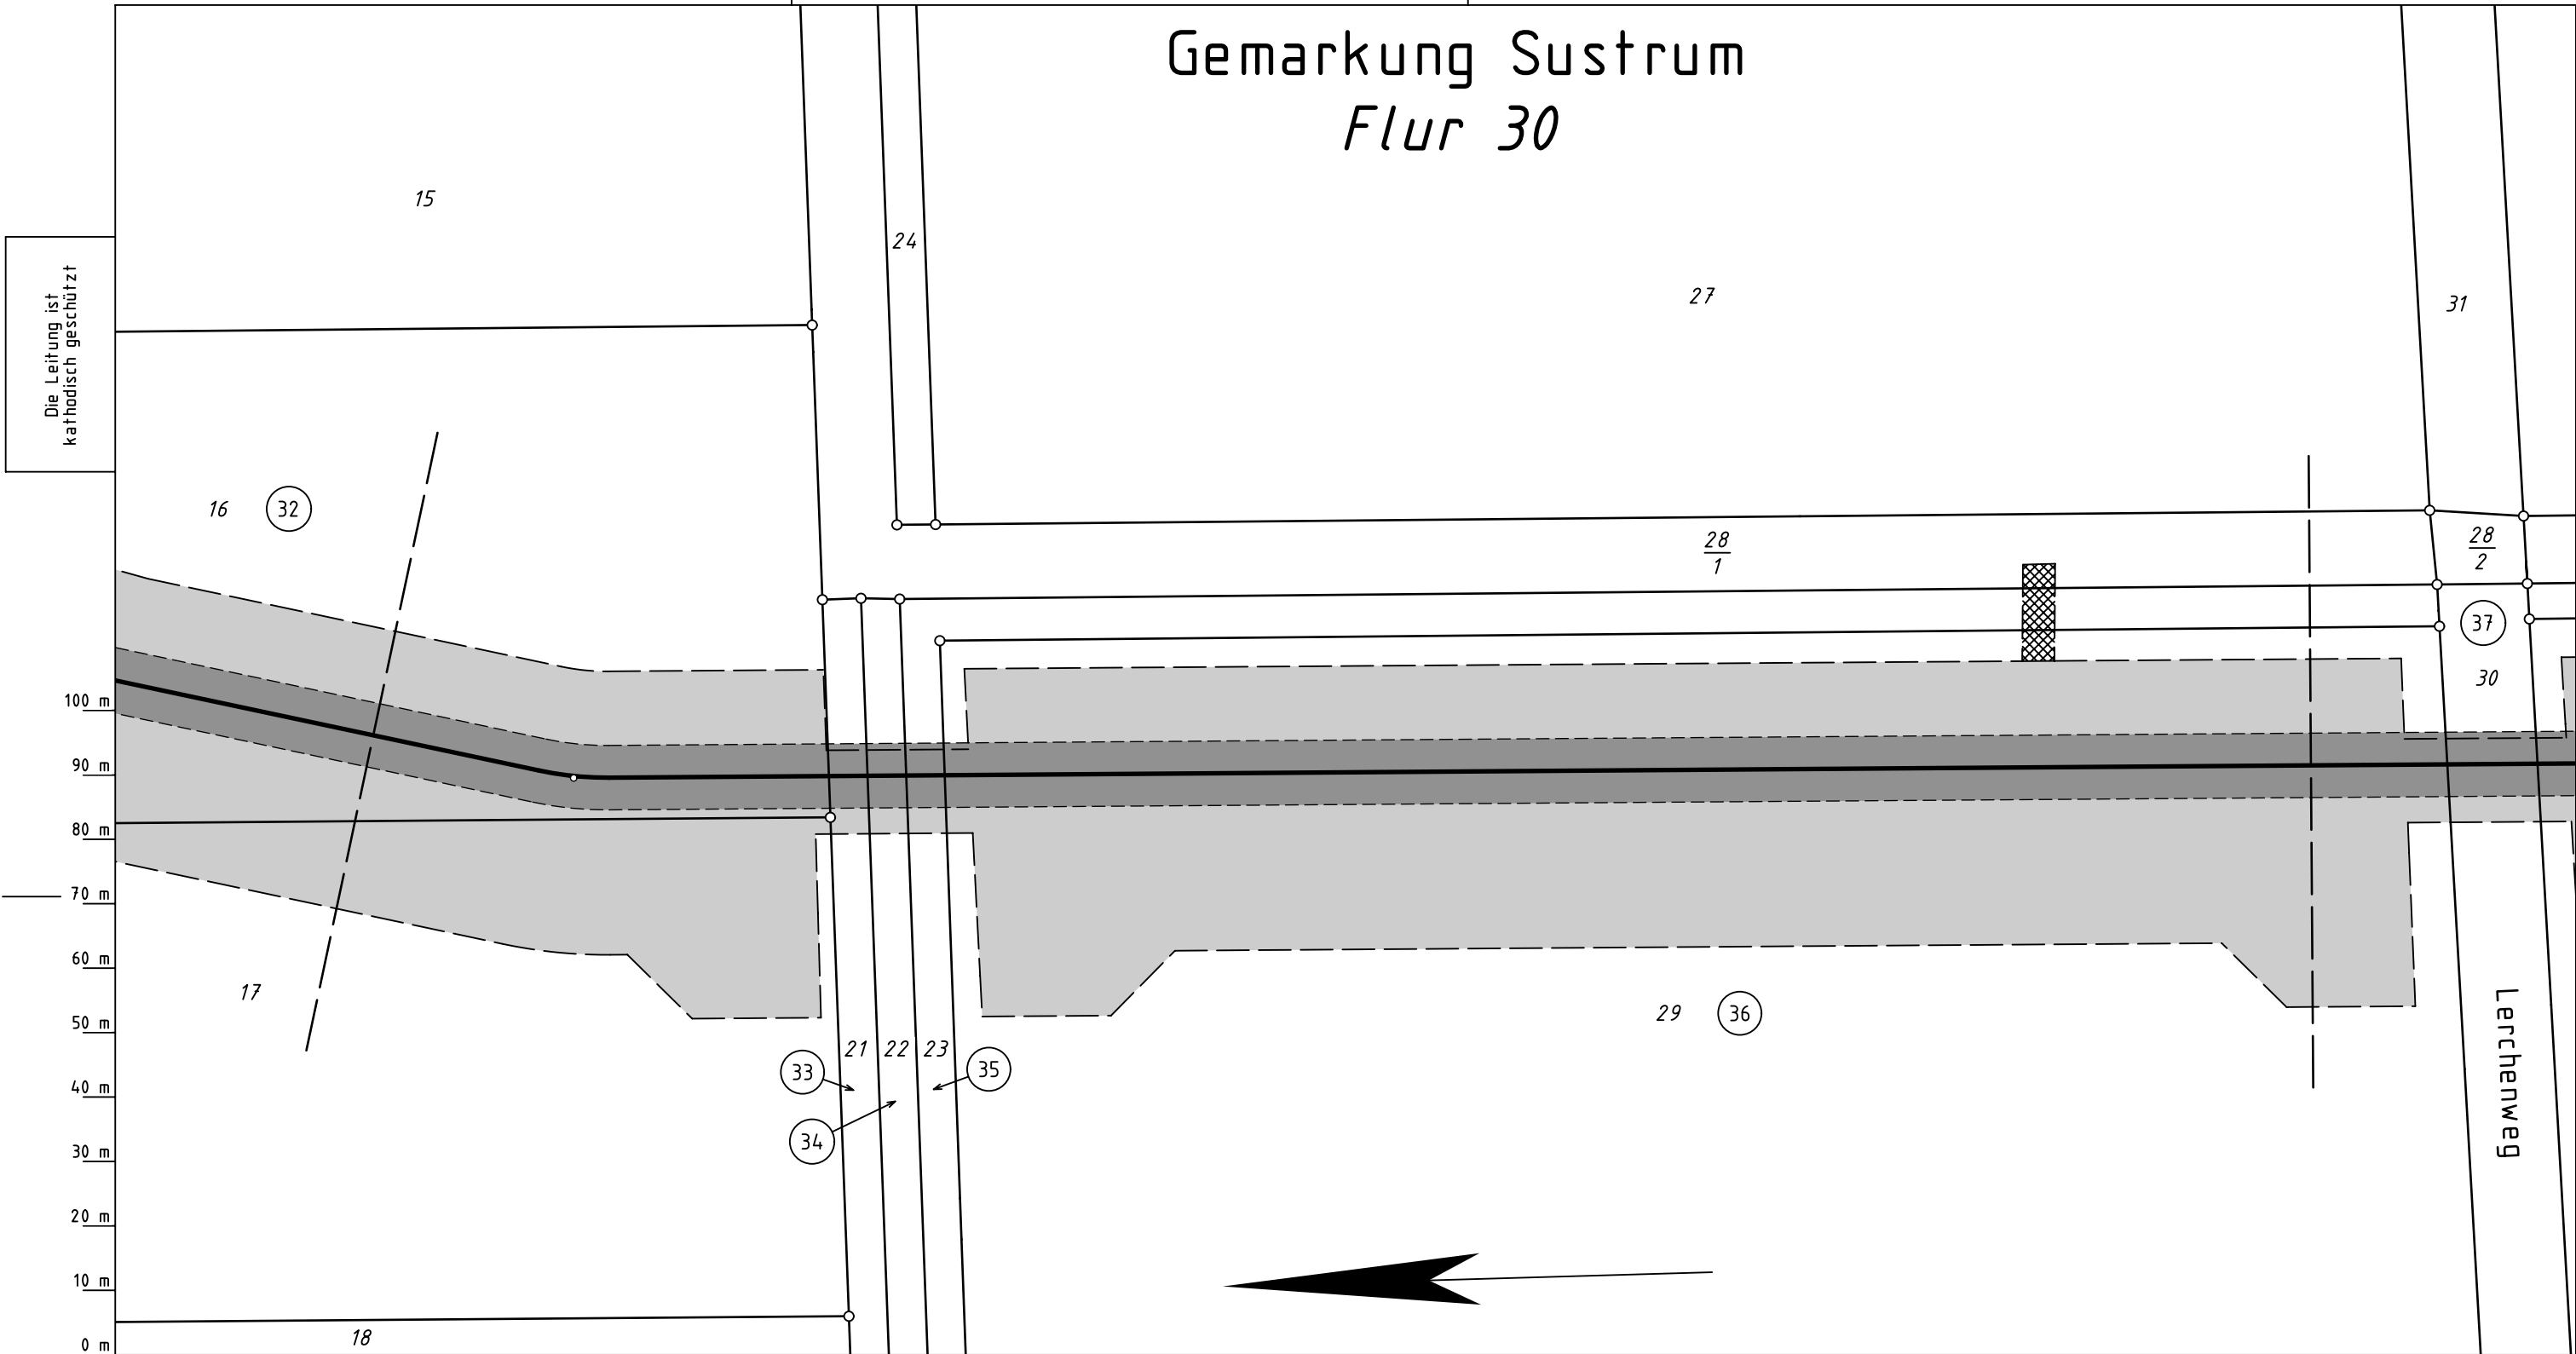 Gemarkung Sustrum
Flur 30
15
24
27
31
Die Leitung ist
kathodisch geschützt
16 32
28
1
28
2
37
30
100 m
90 m
80 m
70 m
60 m
50 m
40 m
30 m
20 m
10 m
0 m
17
29 36
21 22 23
33
35
34
Lerchenweg
18